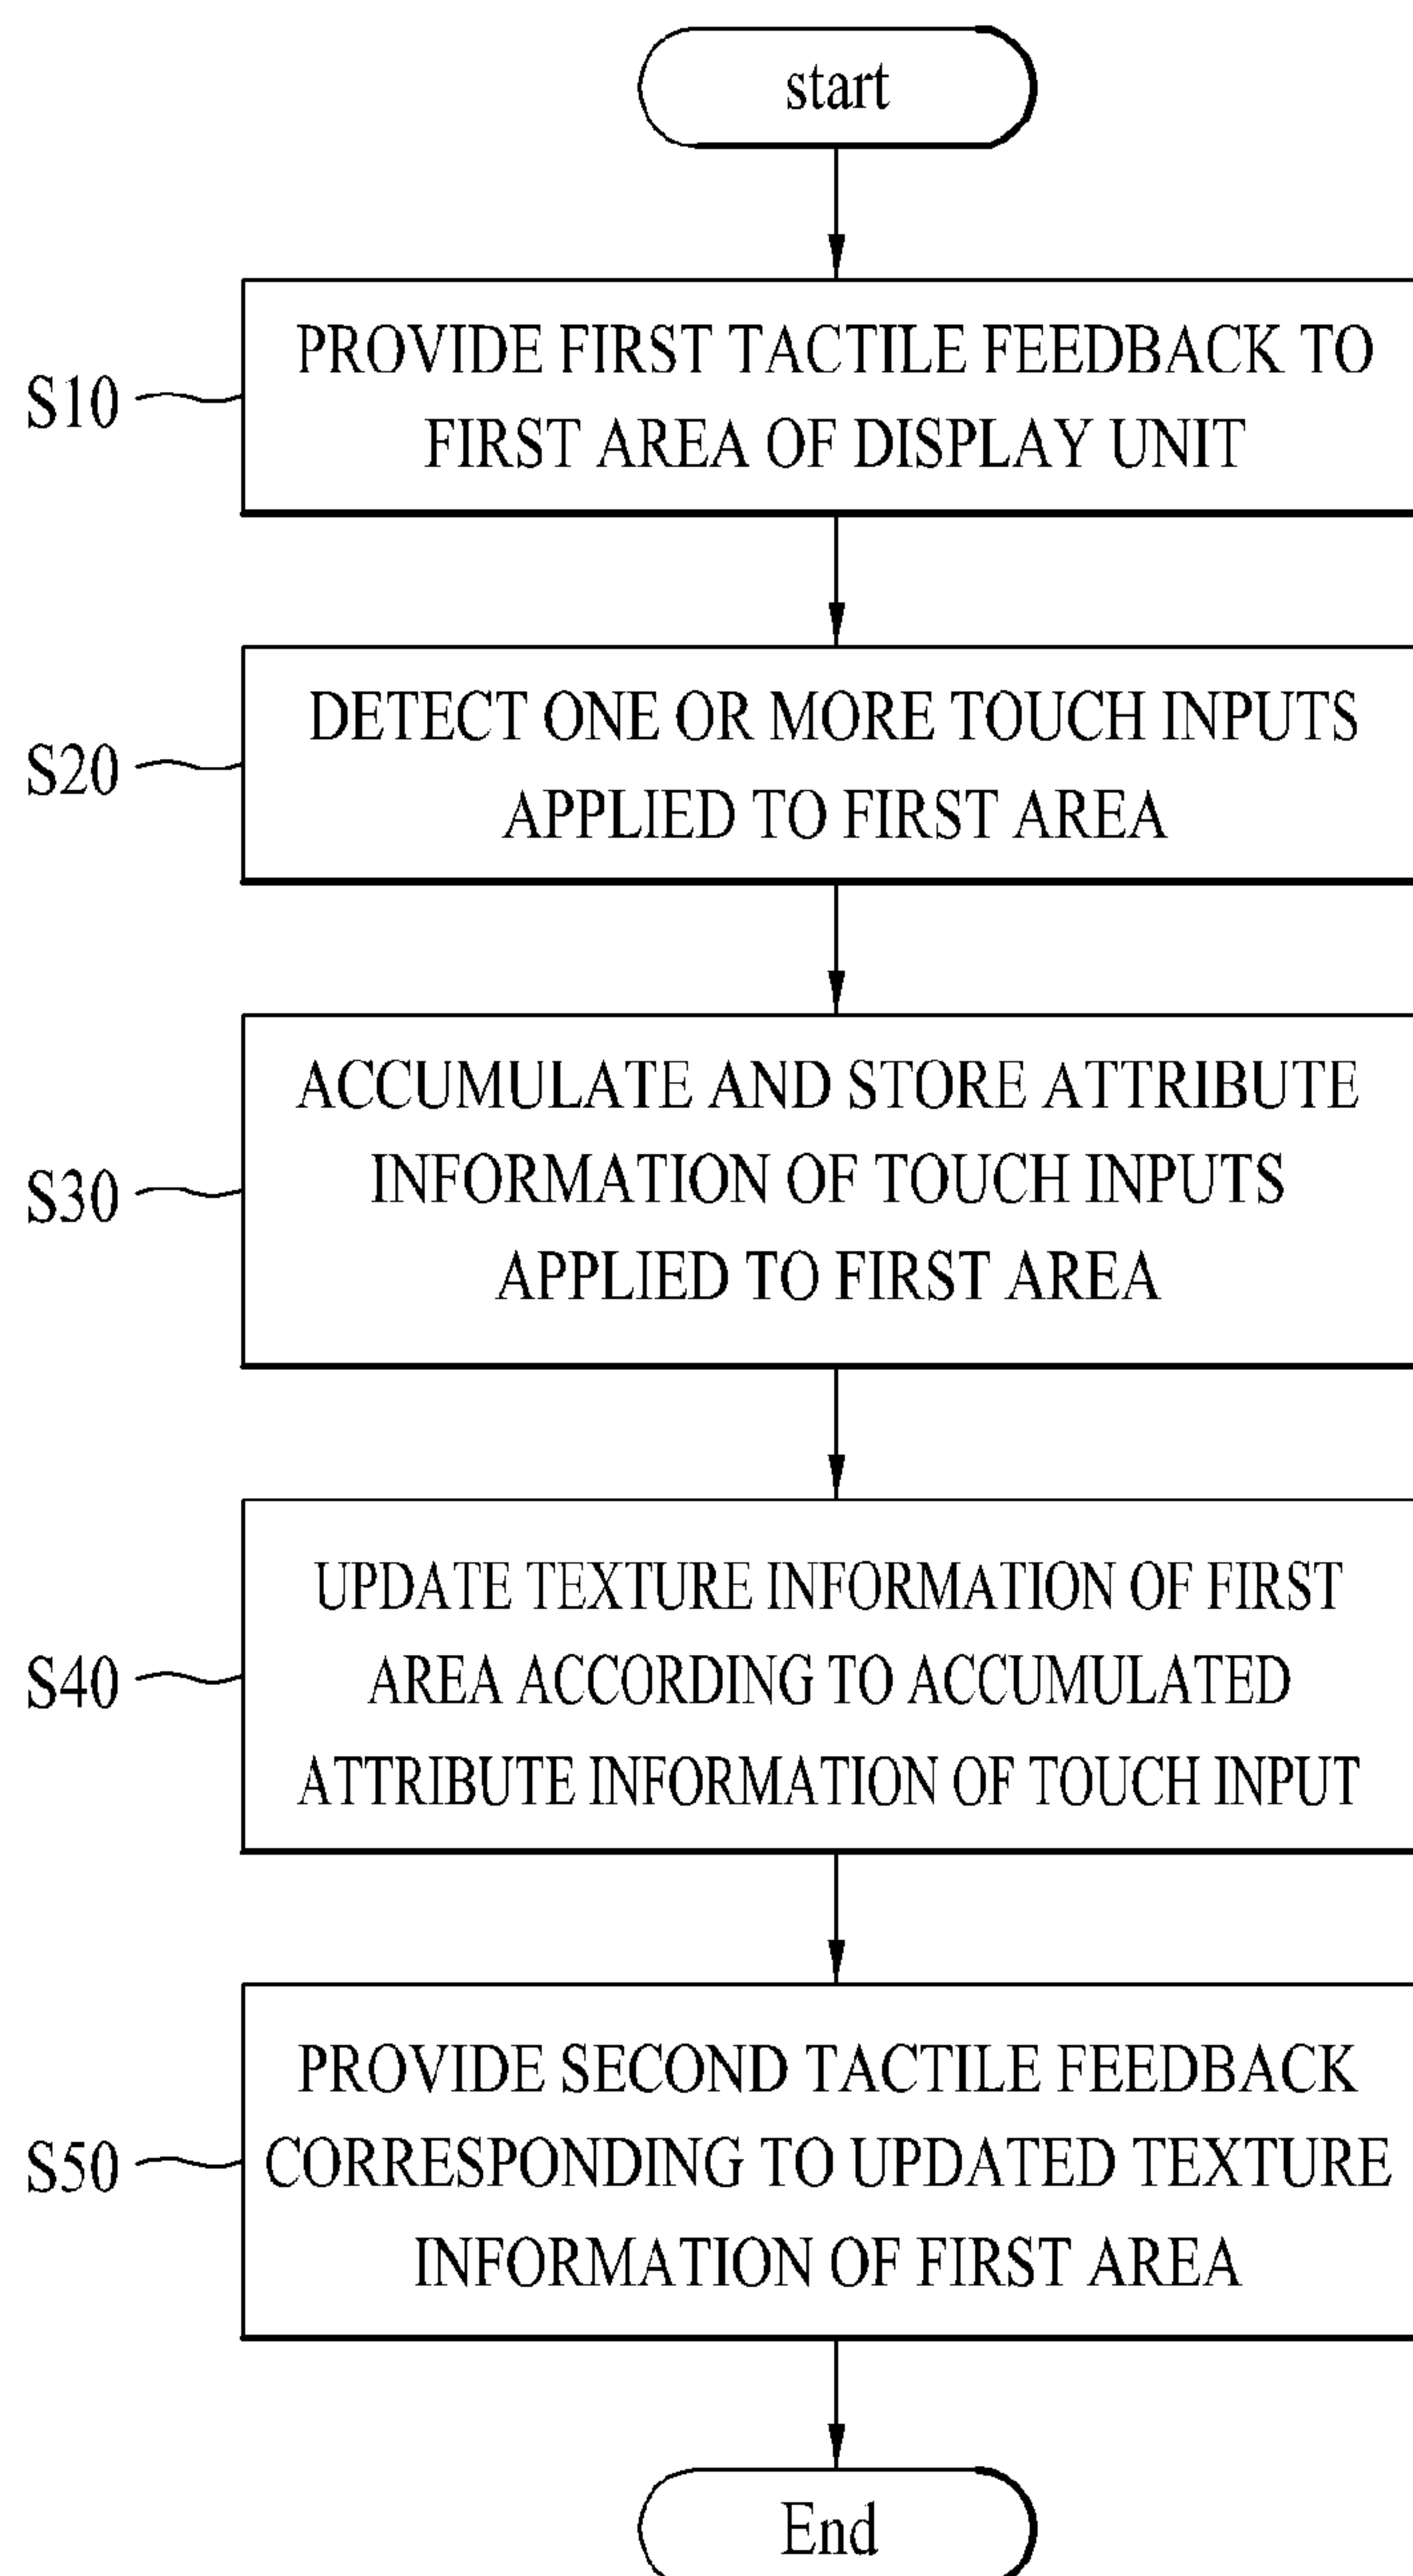 start
S10
PROVIDE FIRST TACTILE FEEDBACK TO
FIRST AREA OF DISPLAY UNIT
S20
DETECT ONE OR MORE TOUCH INPUTS
APPLIED TO FIRST AREA
S30
ACCUMULATE AND STORE ATTRIBUTE
INFORMATION OF TOUCH INPUTS
APPLIED TO FIRST AREA
S40
UPDATE TEXTURE INFORMATION OF FIRST
AREA ACCORDING TO ACCUMULATED
ATTRIBUTE INFORMATION OF TOUCH INPUT
S50
PROVIDE SECOND TACTILE FEEDBACK
CORRESPONDING TO UPDATED TEXTURE
INFORMATION OF FIRST AREA
End